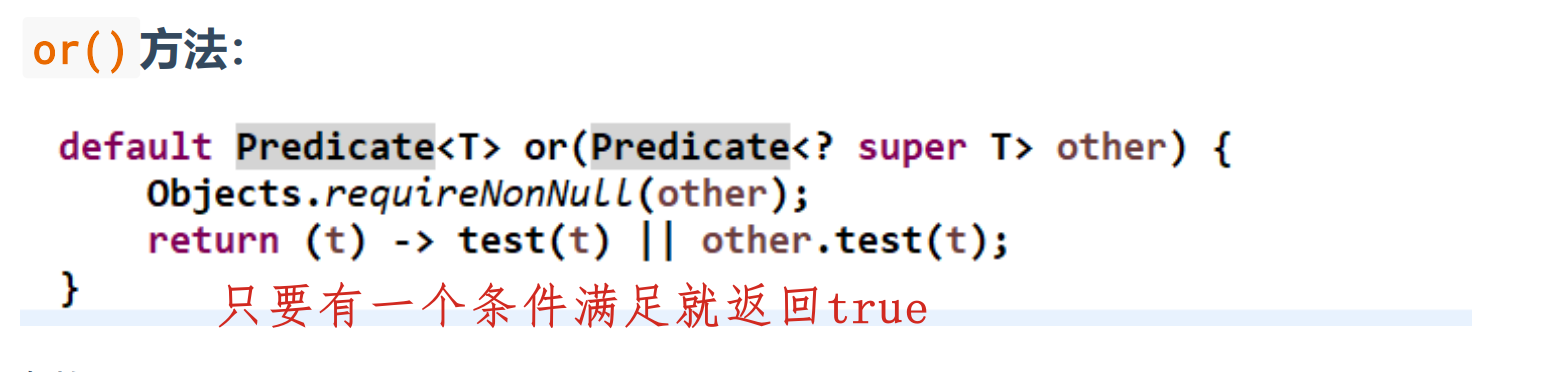 or()方法:
default Predicate<T> or(Predicate<? super T> other) {
Objects.requireNonNull(other);
return (t) -> test(t) || other.test(t);
}
只要有一个条件满足就返回true